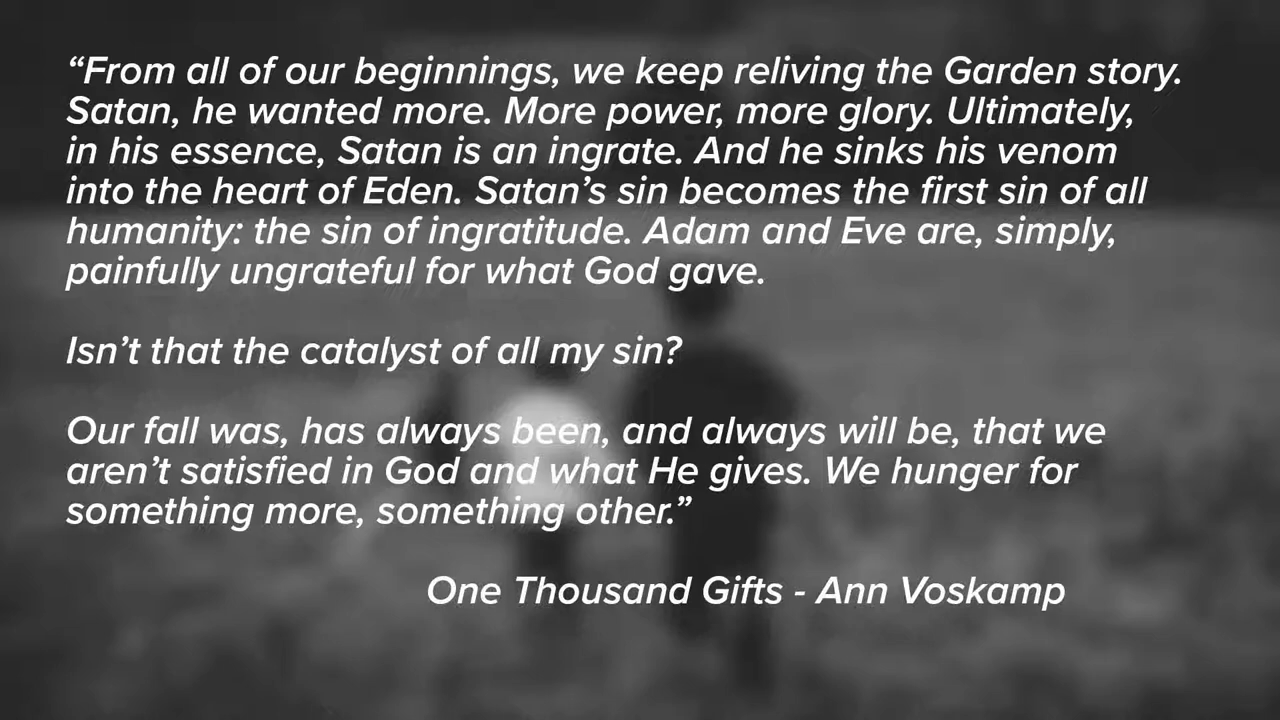 “From all of our beginnings, we keep reliving the Garden story.
Satan, he wanted more. More power, more glory. Ultimately,
in his essence, Satan is an ingrate. And he sinks his venom
into the heart of Eden. Satan’s sin becomes the first sin of all
humanity: the sin of ingratitude. Adam and Eve are, simply,
painfully ungrateful for what God gave.
Isn’t that the catalyst of all my sin?
Our fall was, has always been, and always will be, that we
aren’t satisfied in God and what He gives. We hunger for
something more, something other.”
One Thousand Gifts - Ann Voskamp